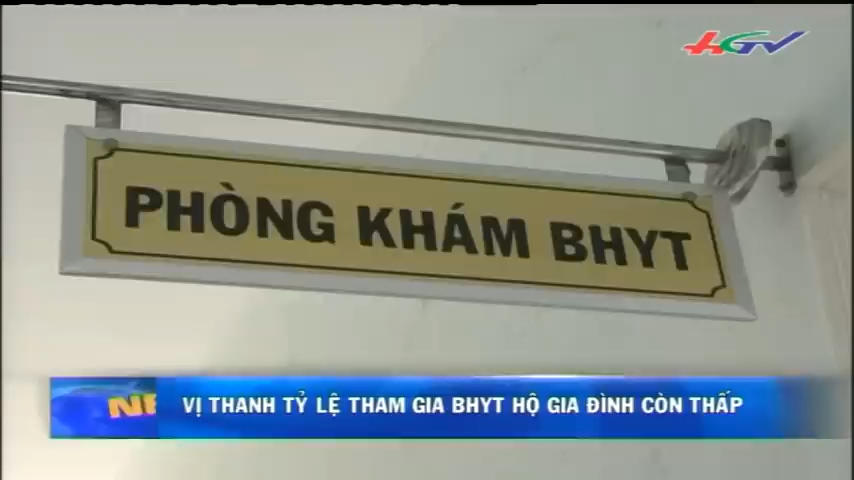 HGTV
PHÒNG KHÁM BHYT
VỊ THANH TỶ LỆ THAM GIA BHYT HỘ GIA ĐÌNH CÒN THẤP